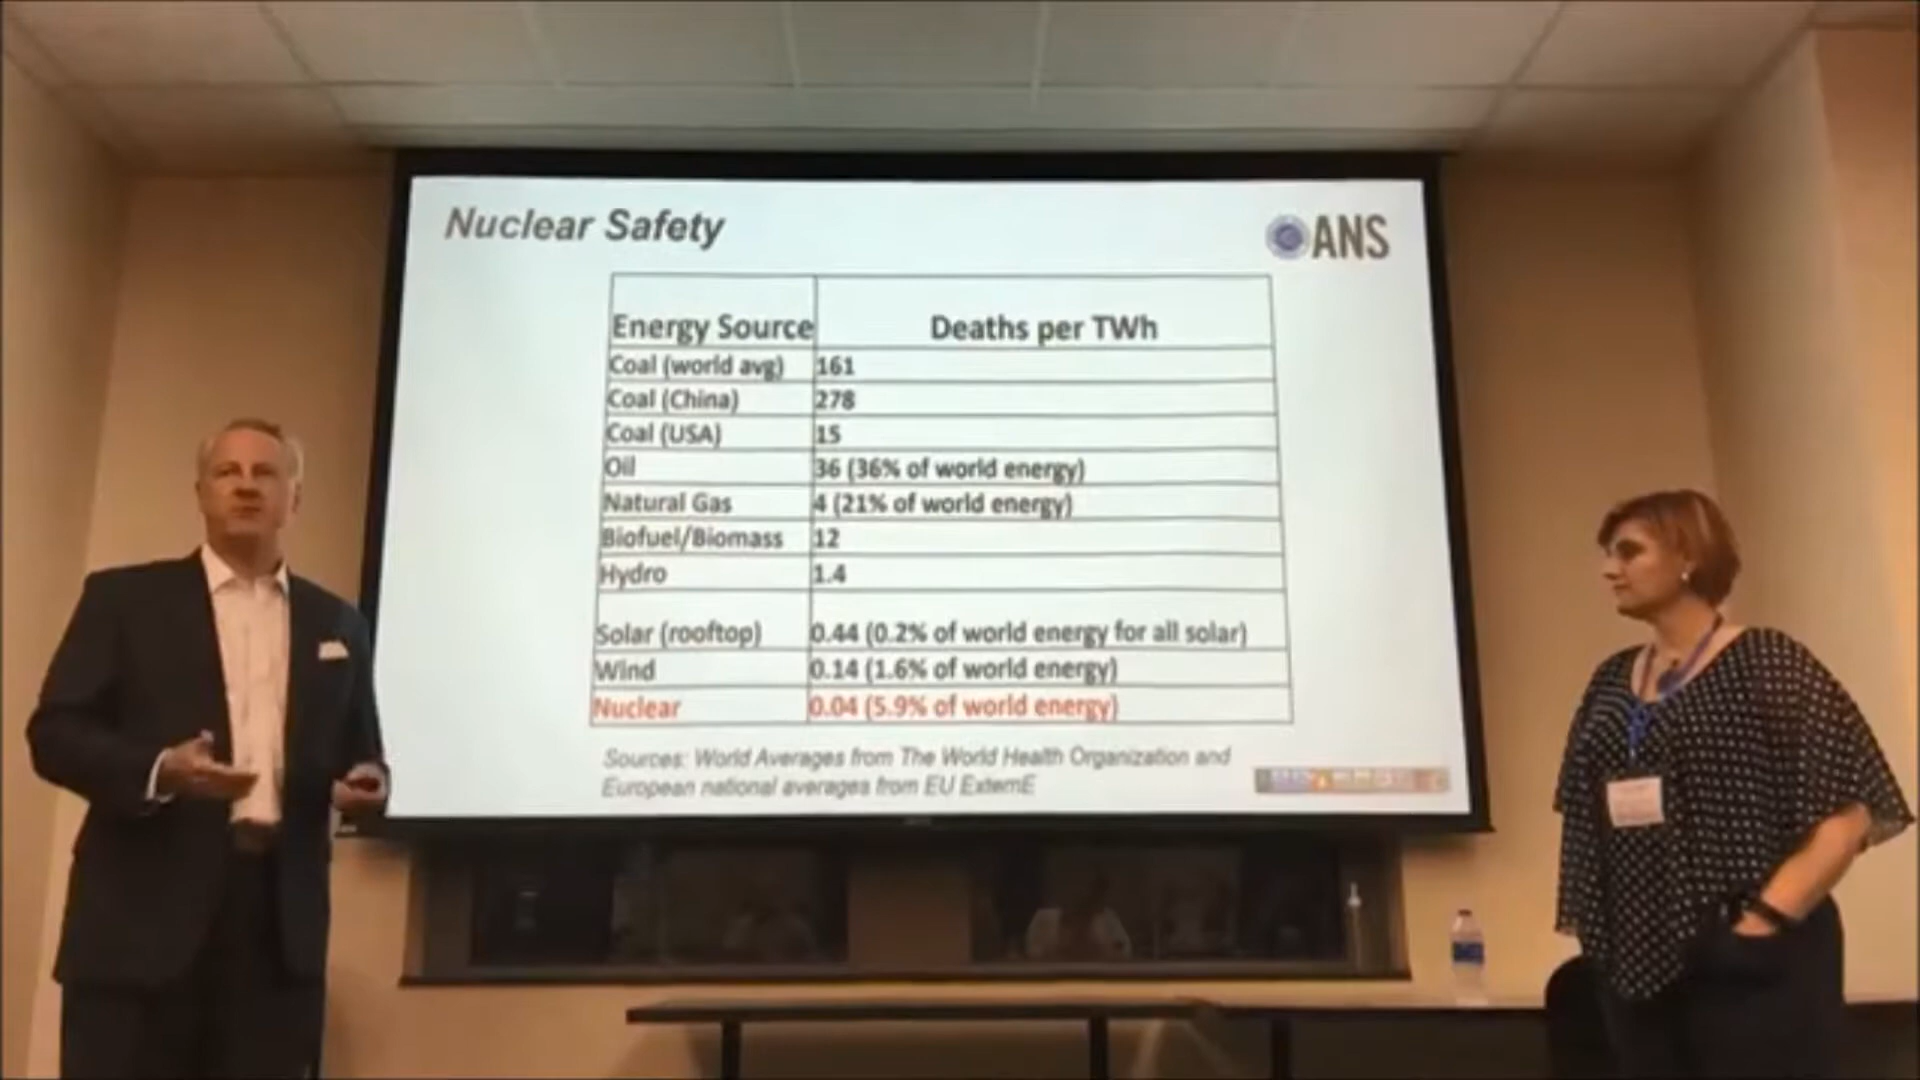 Nuclear Safety
ANS
Energy Source Deaths per TWh
Coal (world avg) 161
Coal (China) 278
Coal (USA) 15
Oil 36 (36% of world energy)
Natural Gas 4 (21% of world energy)
Biofuel/Biomass 12
Hydro 1.4
Solar (rooftop) 0.44 (0.2% of world energy for all solar)
Wind 0.14 (1.6% of world energy)
Nuclear 0.04 (5.9% of world energy)
Sources: World Averages from The World Health Organization and
European national averages from EU ExternE